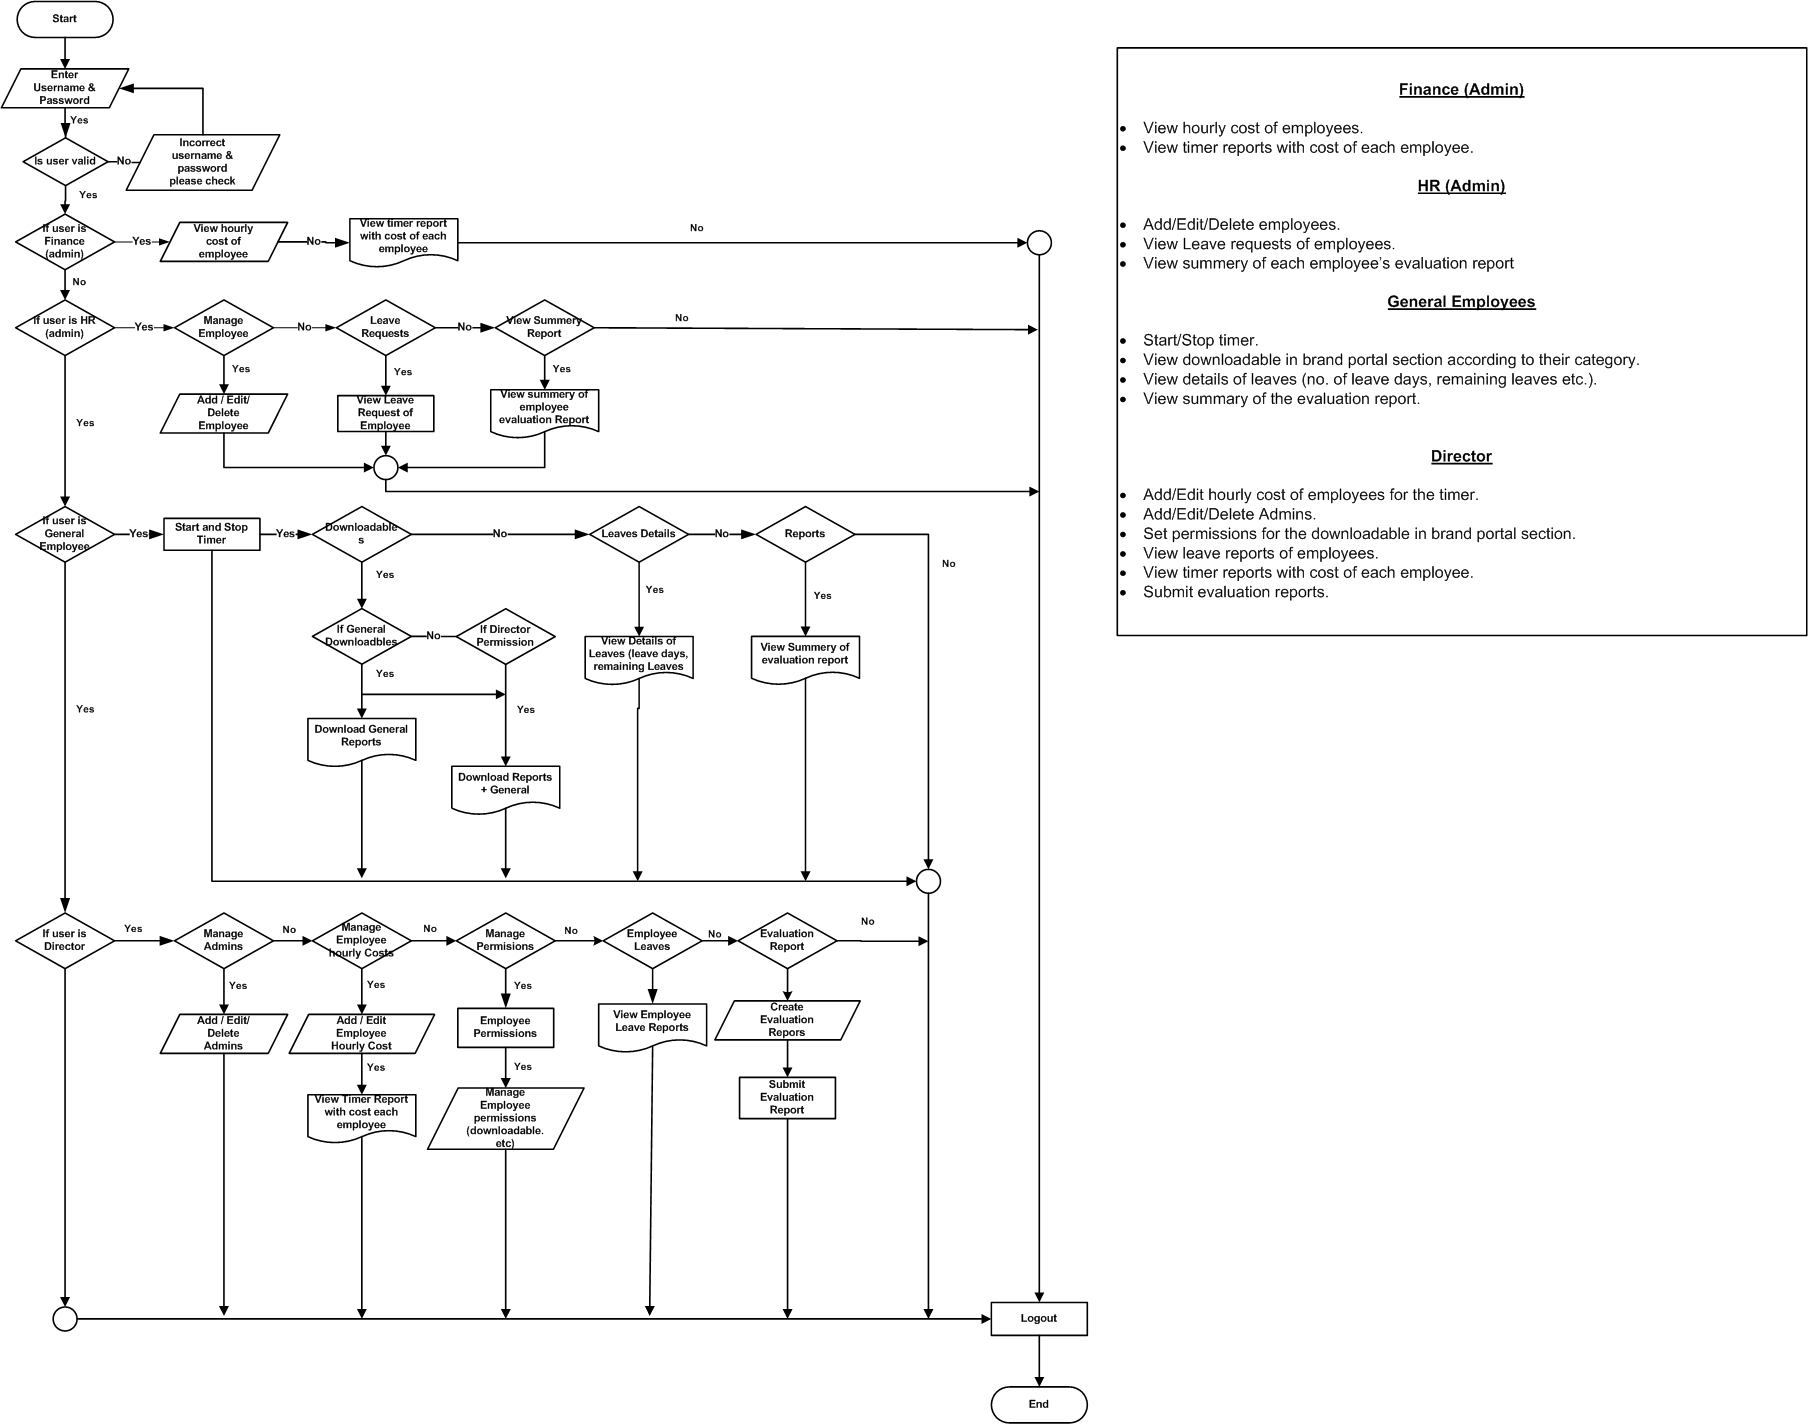 Start
Enter
Username &
Password
Yes
Is user valid
No
Incorrect
username &
password
please check
Yes
If user is
Finance
(admin)
Yes
View hourly
cost of
employee
No
View timer report
with cost of each
employee
No
No
If user is HR
(admin)
Yes
Manage
Employee
No
Leave
Requests
No
View Summery
Report
No
Yes
Yes
Yes
Add / Edit/
Delete
Employee
View Leave
Request of
Employee
View summery of
employee
evaluation Report
Yes
If user is
General
Employee
Yes
Start and Stop
Timer
Yes
Downloadable
s
No
Leaves Details
No
Reports
No
Yes
Yes
Yes
If General
Downloadbles
No
If Director
Permission
View Details of
Leaves (leave days,
remaining Leaves
View Summery of
evaluation report
Yes
Yes
Yes
Download General
Reports
Download Reports
+ General
If user is
Director
Yes
Manage
Admins
No
Manage
Employee
hourly Costs
No
Manage
Permisions
No
Employee
Leaves
No
Evaluation
Report
No
Yes
Yes
Yes
Add / Edit/
Delete
Admins
Add / Edit
Employee
Hourly Cost
Employee
Permissions
View Employee
Leave Reports
Create
Evaluation
Repors
Yes
Yes
View Timer Report
with cost each
employee
Manage
Employee
permissions
(downloadable.
etc)
Submit
Evaluation
Report
Logout
End
Finance (Admin)
• View hourly cost of employees.
• View timer reports with cost of each employee.
HR (Admin)
• Add/Edit/Delete employees.
• View Leave requests of employees.
• View summery of each employee's evaluation report
General Employees
• Start/Stop timer.
• View downloadable in brand portal section according to their category.
• View details of leaves (no. of leave days, remaining leaves etc.).
• View summary of the evaluation report.
Director
• Add/Edit hourly cost of employees for the timer.
• Add/Edit/Delete Admins.
• Set permissions for the downloadable in brand portal section.
• View leave reports of employees.
• View timer reports with cost of each employee.
• Submit evaluation reports.